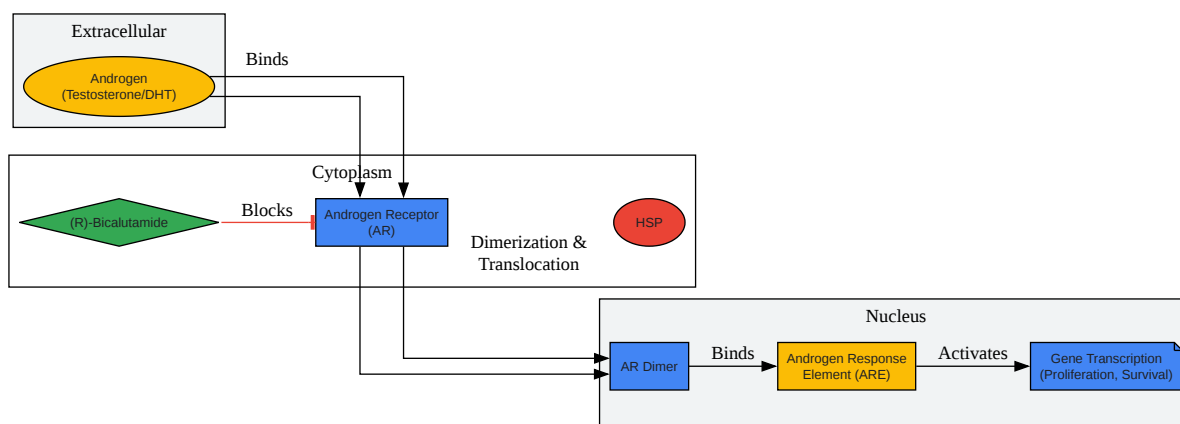 Extracellular
Androgen
(Testosterone/DHT)
Binds
Cytoplasm
(R)-Bicalutamide
Blocks
Androgen Receptor
(AR)
HSP
Dimerization &
Translocation
Nucleus
AR Dimer
Binds
Androgen Response
Element (ARE)
Activates
Gene Transcription
(Proliferation, Survival)